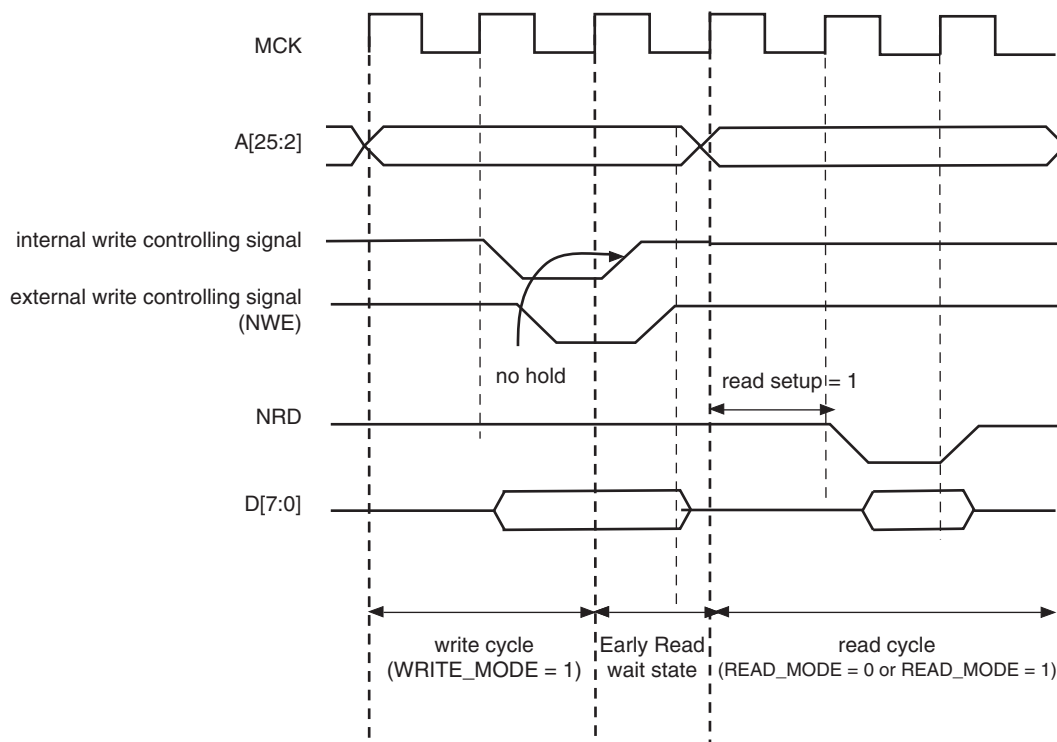 MCK
A[25:2]
internal write controlling signal
external write controlling signal
(NWE)
no hold
read setup = 1
NRD
D[7:0]
write cycle
(WRITE_MODE = 1)
Early Read
wait state
read cycle
(READ_MODE = 0 or READ_MODE = 1)